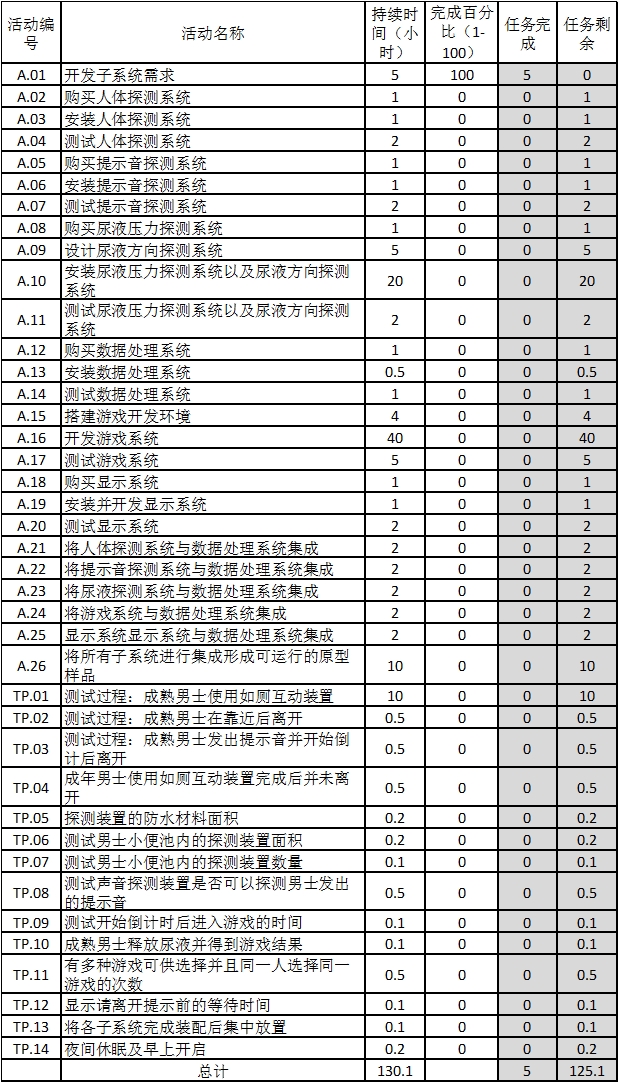 活动编号 活动名称 持续时间（小时） 完成百分比（1-100） 任务完成 任务剩余
A.01 开发子系统需求 5 100 5 0
A.02 购买人体探测系统 1 0 0 1
A.03 安装人体探测系统 1 0 0 1
A.04 测试人体探测系统 2 0 0 2
A.05 购买提示音探测系统 1 0 0 1
A.06 安装提示音探测系统 1 0 0 1
A.07 测试提示音探测系统 2 0 0 2
A.08 购买尿液压力探测系统 1 0 0 1
A.09 设计尿液方向探测系统 5 0 0 5
A.10 安装尿液压力探测系统以及尿液方向探测系统 20 0 0 20
A.11 测试尿液压力探测系统以及尿液方向探测系统 2 0 0 2
A.12 购买数据处理系统 1 0 0 1
A.13 安装数据处理系统 0.5 0 0 0.5
A.14 测试数据处理系统 1 0 0 1
A.15 搭建游戏开发环境 4 0 0 4
A.16 开发游戏系统 40 0 0 40
A.17 测试游戏系统 5 0 0 5
A.18 购买显示系统 1 0 0 1
A.19 安装并开发显示系统 1 0 0 1
A.20 测试显示系统 2 0 0 2
A.21 将人体探测系统与数据处理系统集成 2 0 0 2
A.22 将提示音探测系统与数据处理系统集成 2 0 0 2
A.23 将尿液探测系统与数据处理系统集成 2 0 0 2
A.24 将游戏系统与数据处理系统集成 2 0 0 2
A.25 显示系统显示系统与数据处理系统集成 2 0 0 2
A.26 将所有子系统进行集成形成可运行的原型样品 10 0 0 10
TP.01 测试过程：成熟男士使用如厕互动装置 10 0 0 10
TP.02 测试过程：成熟男士在靠近后离开 0.5 0 0 0.5
TP.03 测试过程：成熟男士发出提示音并开始倒计后离开 0.5 0 0 0.5
TP.04 成年男士使用如厕互动装置完成后并未离开 0.5 0 0 0.5
TP.05 探测装置的防水材料面积 0.2 0 0 0.2
TP.06 测试男士小便池内的探测装置面积 0.2 0 0 0.2
TP.07 测试男士小便池内的探测装置数量 0.1 0 0 0.1
TP.08 测试声音探测装置是否可以探测男士发出的提示音 0.5 0 0 0.5
TP.09 测试开始倒计时后进入游戏的时间 0.1 0 0 0.1
TP.10 成熟男士释放尿液并得到游戏结果 0.1 0 0 0.1
TP.11 有多种游戏可供选择并且同一人选择同一游戏的次数 0.5 0 0 0.5
TP.12 显示请离开提示前的等待时间 0.1 0 0 0.1
TP.13 将各子系统完成装配后集中放置 0.1 0 0 0.1
TP.14 夜间休眠及早上开启 0.2 0 0 0.2
总计 130.1 5 125.1